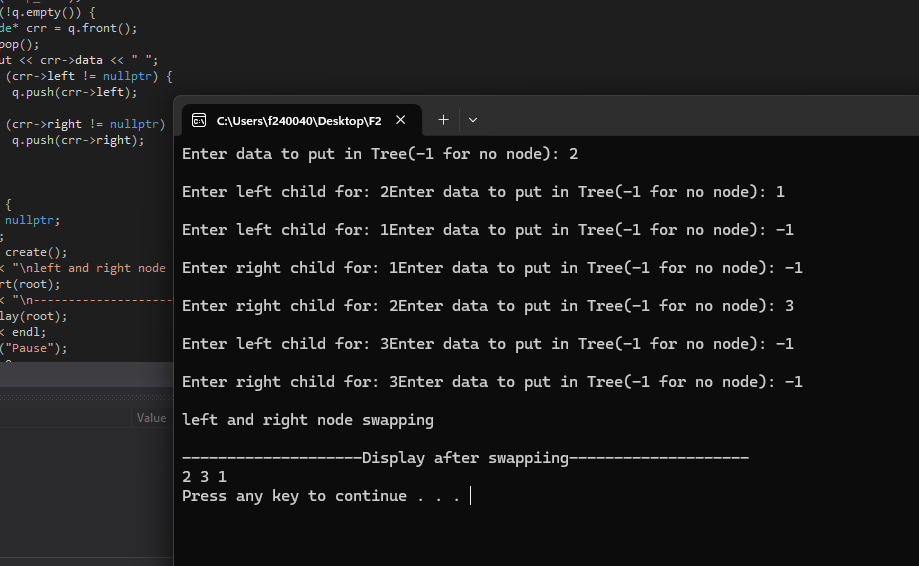 (!q.empty()) {
de* crr = q.front();
pop();
ut << crr->data << " ";
(crr->left != nullptr) {
q.push(crr->left);
(crr->right != nullptr)
q.push(crr->right);
{
nullptr;
;
create();
< "\nleft and right node
rt(root);
< "\n---------------------
lay(root);
< endl;
("Pause");
Value
C:\Users\f240040\Desktop\F2
Enter data to put in Tree(-1 for no node): 2
Enter left child for: 2Enter data to put in Tree(-1 for no node): 1
Enter left child for: 1Enter data to put in Tree(-1 for no node): -1
Enter right child for: 1Enter data to put in Tree(-1 for no node): -1
Enter right child for: 2Enter data to put in Tree(-1 for no node): 3
Enter left child for: 3Enter data to put in Tree(-1 for no node): -1
Enter right child for: 3Enter data to put in Tree(-1 for no node): -1
left and right node swapping
--------------------Display after swappiing--------------------
2 3 1
Press any key to continue . . .